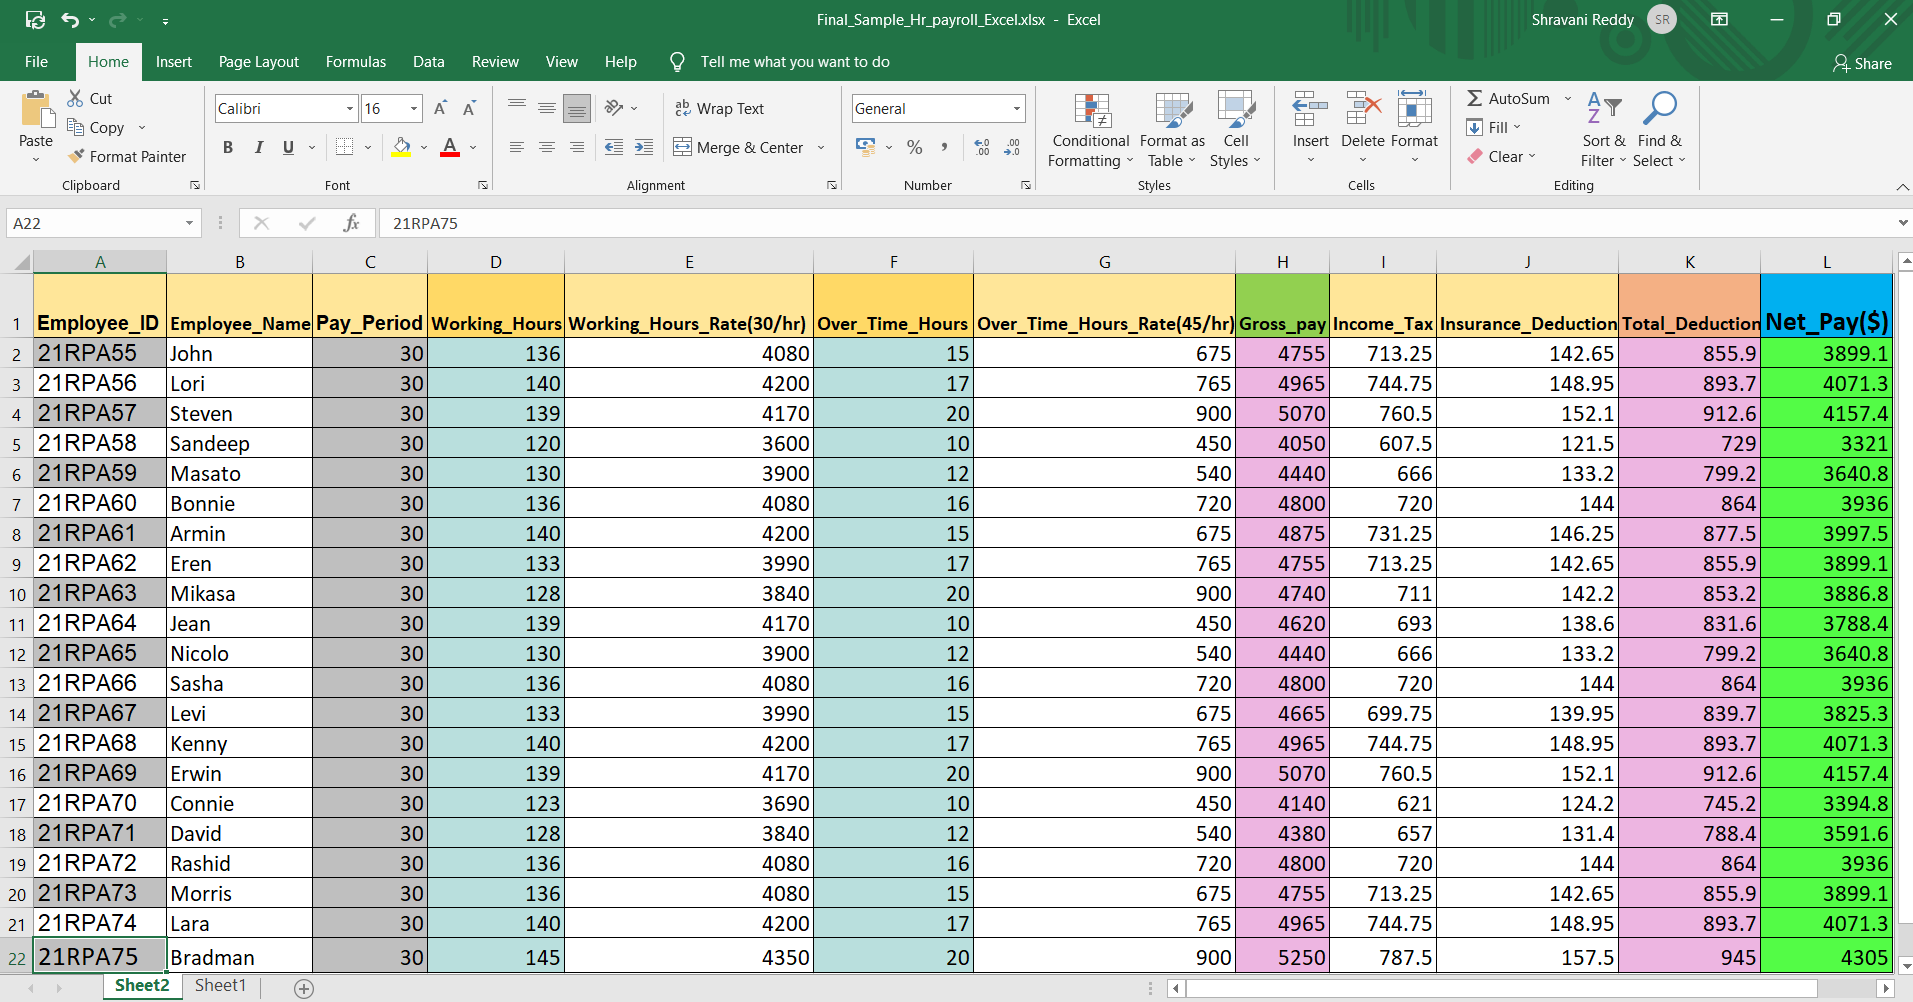 Final_Sample_Hr_payroll_Excel.xlsx - Excel
Shravani Reddy SR
File Home Insert Page Layout Formulas Data Review View Help Tell me what you want to do Share
Paste
Cut
Copy
Format Painter
Clipboard
Calibri 16 A A
B I U A
Font
ab Wrap Text
Merge & Center
Alignment
General
% , .00 .00
Number
Conditional Formatting
Format as Table
Cell Styles
Styles
Insert Delete Format
Cells
AutoSum
Fill
Clear
Sort & Filter
Find & Select
Editing
A22 fx 21RPA75
A B C D E F G H I J K L
1 Employee_ID Employee_Name Pay_Period Working_Hours Working_Hours_Rate(30/hr) Over_Time_Hours Over_Time_Hours_Rate(45/hr) Gross_pay Income_Tax Insurance_Deduction Total_Deduction Net_Pay($)
2 21RPA55 John 30 136 4080 15 675 4755 713.25 142.65 855.9 3899.1
3 21RPA56 Lori 30 140 4200 17 765 4965 744.75 148.95 893.7 4071.3
4 21RPA57 Steven 30 139 4170 20 900 5070 760.5 152.1 912.6 4157.4
5 21RPA58 Sandeep 30 120 3600 10 450 4050 607.5 121.5 729 3321
6 21RPA59 Masato 30 130 3900 12 540 4440 666 133.2 799.2 3640.8
7 21RPA60 Bonnie 30 136 4080 16 720 4800 720 144 864 3936
8 21RPA61 Armin 30 140 4200 15 675 4875 731.25 146.25 877.5 3997.5
9 21RPA62 Eren 30 133 3990 17 765 4755 713.25 142.65 855.9 3899.1
10 21RPA63 Mikasa 30 128 3840 20 900 4740 711 142.2 853.2 3886.8
11 21RPA64 Jean 30 139 4170 10 450 4620 693 138.6 831.6 3788.4
12 21RPA65 Nicolo 30 130 3900 12 540 4440 666 133.2 799.2 3640.8
13 21RPA66 Sasha 30 136 4080 16 720 4800 720 144 864 3936
14 21RPA67 Levi 30 133 3990 15 675 4665 699.75 139.95 839.7 3825.3
15 21RPA68 Kenny 30 140 4200 17 765 4965 744.75 148.95 893.7 4071.3
16 21RPA69 Erwin 30 139 4170 20 900 5070 760.5 152.1 912.6 4157.4
17 21RPA70 Connie 30 123 3690 10 450 4140 621 124.2 745.2 3394.8
18 21RPA71 David 30 128 3840 12 540 4380 657 131.4 788.4 3591.6
19 21RPA72 Rashid 30 136 4080 16 720 4800 720 144 864 3936
20 21RPA73 Morris 30 136 4080 15 675 4755 713.25 142.65 855.9 3899.1
21 21RPA74 Lara 30 140 4200 17 765 4965 744.75 148.95 893.7 4071.3
22 21RPA75 Bradman 30 145 4350 20 900 5250 787.5 157.5 945 4305
Sheet2 Sheet1